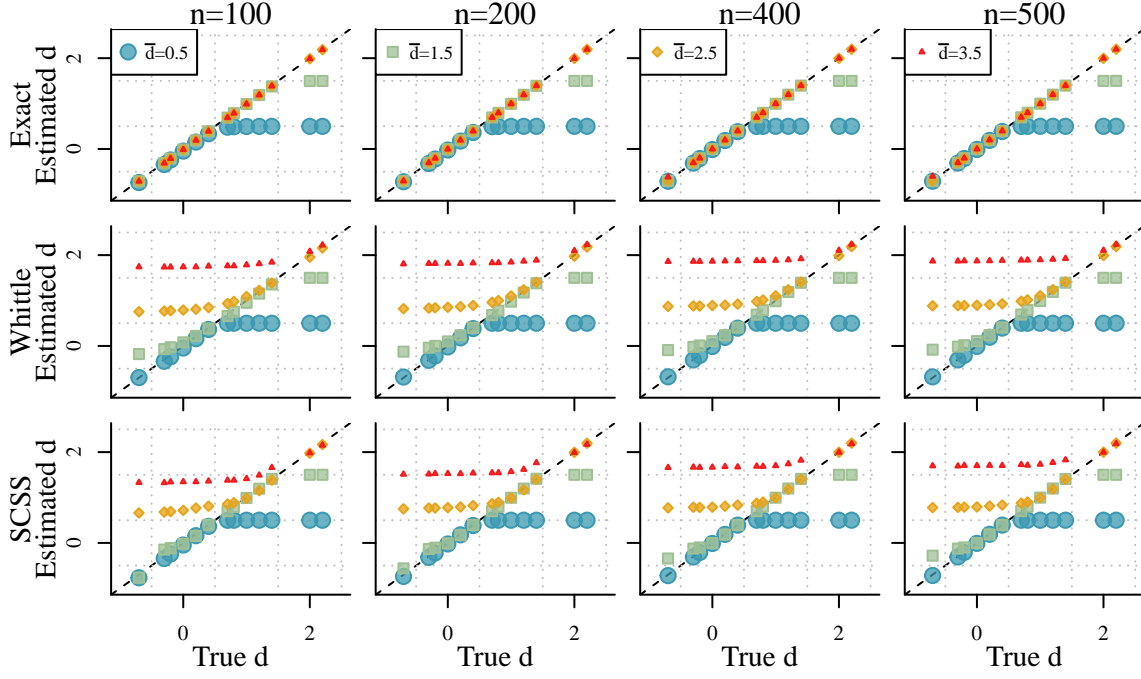 n=100 n=200 n=400 n=500
d̅=0.5 d̅=1.5 d̅=2.5 d̅=3.5
Exact
Estimated d
2
0
Whittle
Estimated d
2
0
SCSS
Estimated d
2
0
0 2 0 2 0 2 0 2
True d True d True d True d